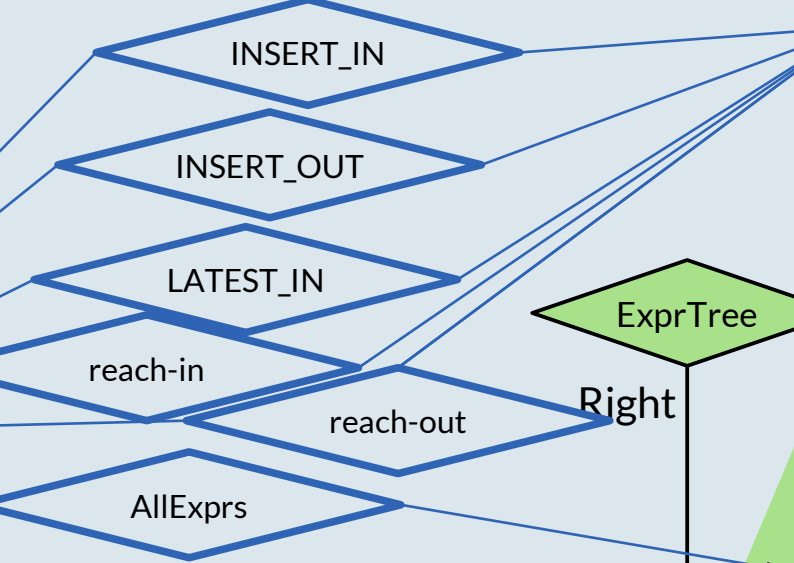 INSERT_IN
INSERT_OUT
LATEST_IN
ExprTree
reach-in
Right
reach-out
AllExprs